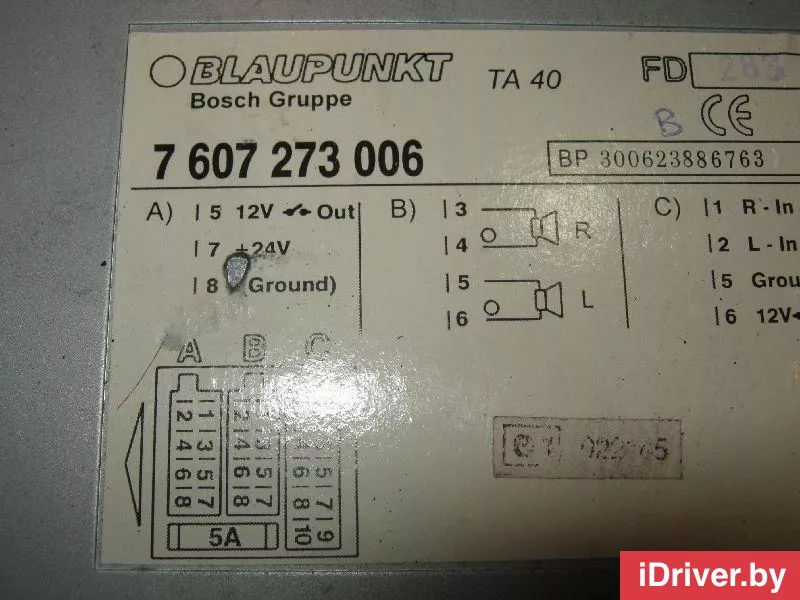 BLAUPUNKT TA 40 FD
Bosch Gruppe B CE
7 607 273 006 BP 300623886763
A) 5 12V Out
7 +24V
8 (Ground)
B) 3
4 R
5
6 L
C) 1 R - In
2 L - In
5 Grou
6 12V
A B C
1 3 5 7
2 4 6 8
1 3 5 7
2 4 6 8
5 7 9
4 6 8 10
5A
iDriver.by